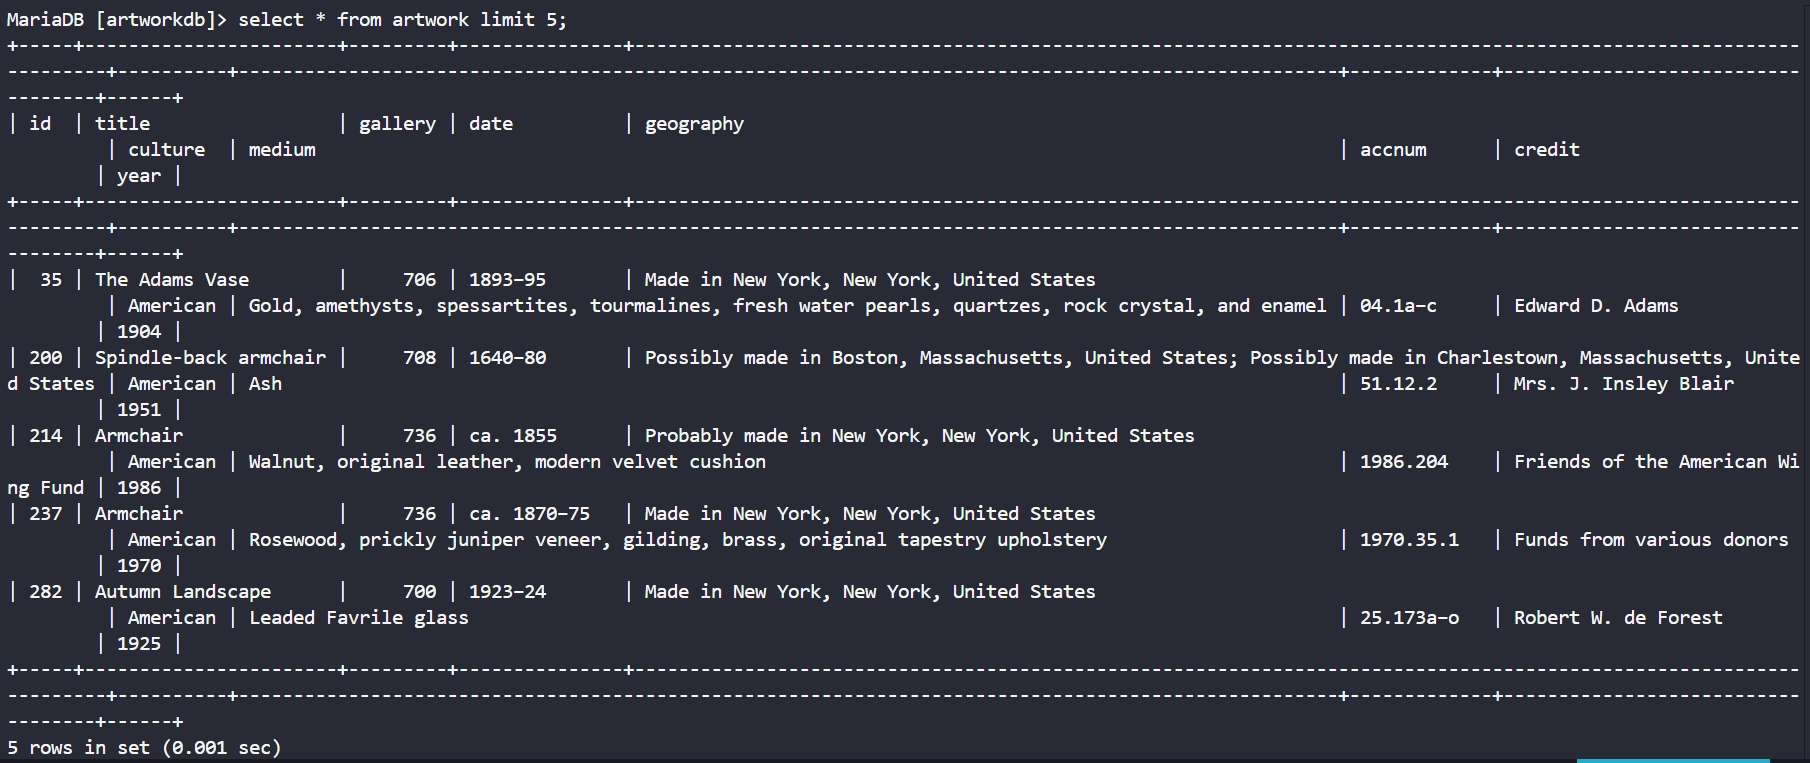 MariaDB [artworkdb]> select * from artwork limit 5;
+-----+-----------------------+---------+---------------+----------------------------------------------------------------------------------------------------------
---------+----------+-----------------------------------------------------------------------------------------------------+-------------+---------------------------
--------+------+
| id  | title                 | gallery | date          | geography
         | culture  | medium                                                                                             | accnum      | credit
        | year |
+-----+-----------------------+---------+---------------+----------------------------------------------------------------------------------------------------------
---------+----------+-----------------------------------------------------------------------------------------------------+-------------+---------------------------
--------+------+
|  35 | The Adams Vase        |     706 | 1893–95       | Made in New York, New York, United States
         | American | Gold, amethysts, spessartites, tourmalines, fresh water pearls, quartzes, rock crystal, and enamel | 04.1a–c     | Edward D. Adams
        | 1904 |
| 200 | Spindle-back armchair |     708 | 1640–80       | Possibly made in Boston, Massachusetts, United States; Possibly made in Charlestown, Massachusetts, Unite
d States | American | Ash                                                                                                | 51.12.2     | Mrs. J. Insley Blair
        | 1951 |
| 214 | Armchair              |     736 | ca. 1855      | Probably made in New York, New York, United States
         | American | Walnut, original leather, modern velvet cushion                                                    | 1986.204    | Friends of the American Wi
ng Fund | 1986 |
| 237 | Armchair              |     736 | ca. 1870–75   | Made in New York, New York, United States
         | American | Rosewood, prickly juniper veneer, gilding, brass, original tapestry upholstery                     | 1970.35.1   | Funds from various donors
        | 1970 |
| 282 | Autumn Landscape      |     700 | 1923–24       | Made in New York, New York, United States
         | American | Leaded Favrile glass                                                                               | 25.173a–o   | Robert W. de Forest
        | 1925 |
+-----+-----------------------+---------+---------------+----------------------------------------------------------------------------------------------------------
---------+----------+-----------------------------------------------------------------------------------------------------+-------------+---------------------------
--------+------+
5 rows in set (0.001 sec)